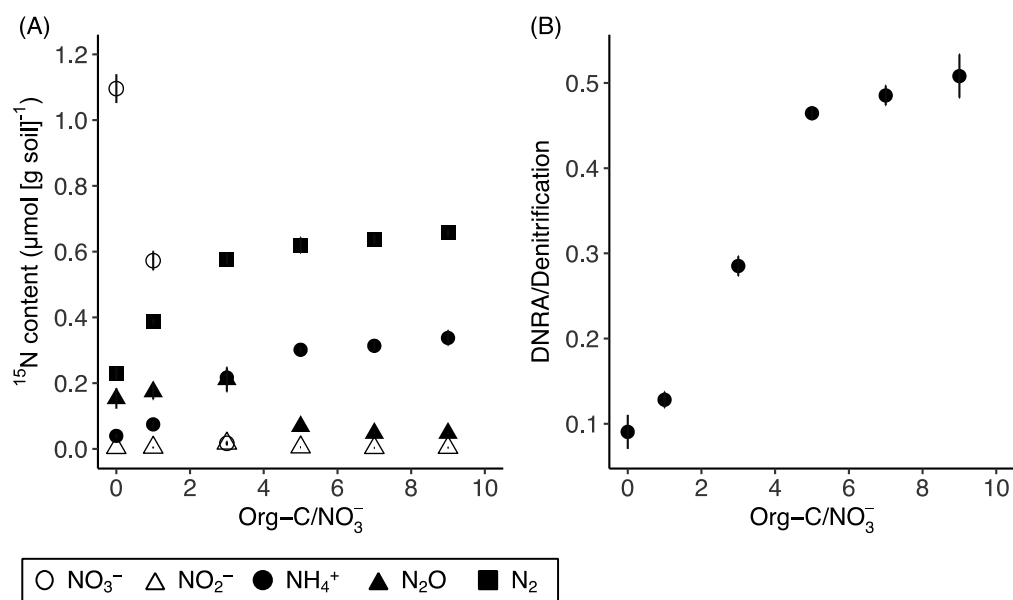 (A)
¹⁵N content (μmol [g soil]⁻¹)
1.2
1.0
0.8
0.6
0.4
0.2
0.0
0 2 4 6 8 10
Org−C/NO₃⁻
(B)
DNRA/Denitrification
0.5
0.4
0.3
0.2
0.1
0 2 4 6 8 10
Org−C/NO₃⁻
NO₃⁻ NO₂⁻ NH₄⁺ N₂O N₂